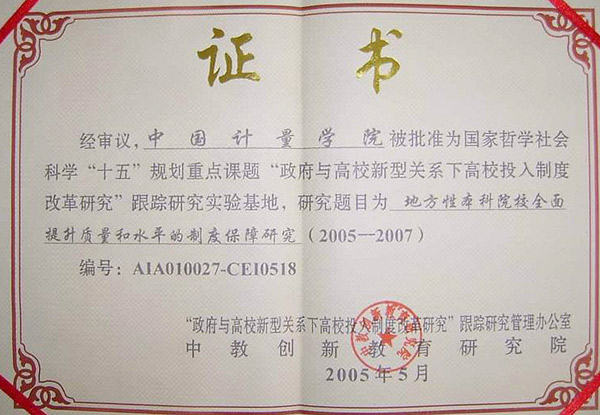 证书
经审议，中国计量学院被批准为国家哲学社会
科学“十五”规划重点课题“政府与高校新型关系下高校投入制度
改革研究”跟踪研究实验基地，研究题目为 地方性本科院校全面
提升质量和水平的制度保障研究（2005—2007）
编号：AIA010027-CEI0518
“政府与高校新型关系下高校投入制度改革研究”跟踪研究管理办公室
中教创新教育研究院
2005年5月